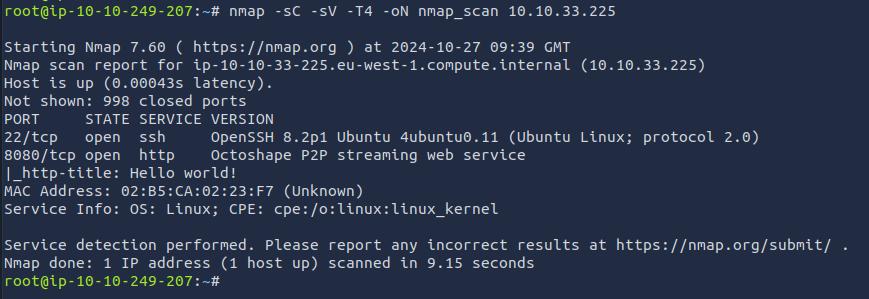 root@ip-10-10-249-207:~# nmap -sC -sV -T4 -oN nmap_scan 10.10.33.225
Starting Nmap 7.60 ( https://nmap.org ) at 2024-10-27 09:39 GMT
Nmap scan report for ip-10-10-33-225.eu-west-1.compute.internal (10.10.33.225)
Host is up (0.00043s latency).
Not shown: 998 closed ports
PORT     STATE SERVICE VERSION
22/tcp   open  ssh     OpenSSH 8.2p1 Ubuntu 4ubuntu0.11 (Ubuntu Linux; protocol 2.0)
8080/tcp open  http    Octoshape P2P streaming web service
|_http-title: Hello world!
MAC Address: 02:B5:CA:02:23:F7 (Unknown)
Service Info: OS: Linux; CPE: cpe:/o:linux:linux_kernel
Service detection performed. Please report any incorrect results at https://nmap.org/submit/ .
Nmap done: 1 IP address (1 host up) scanned in 9.15 seconds
root@ip-10-10-249-207:~#